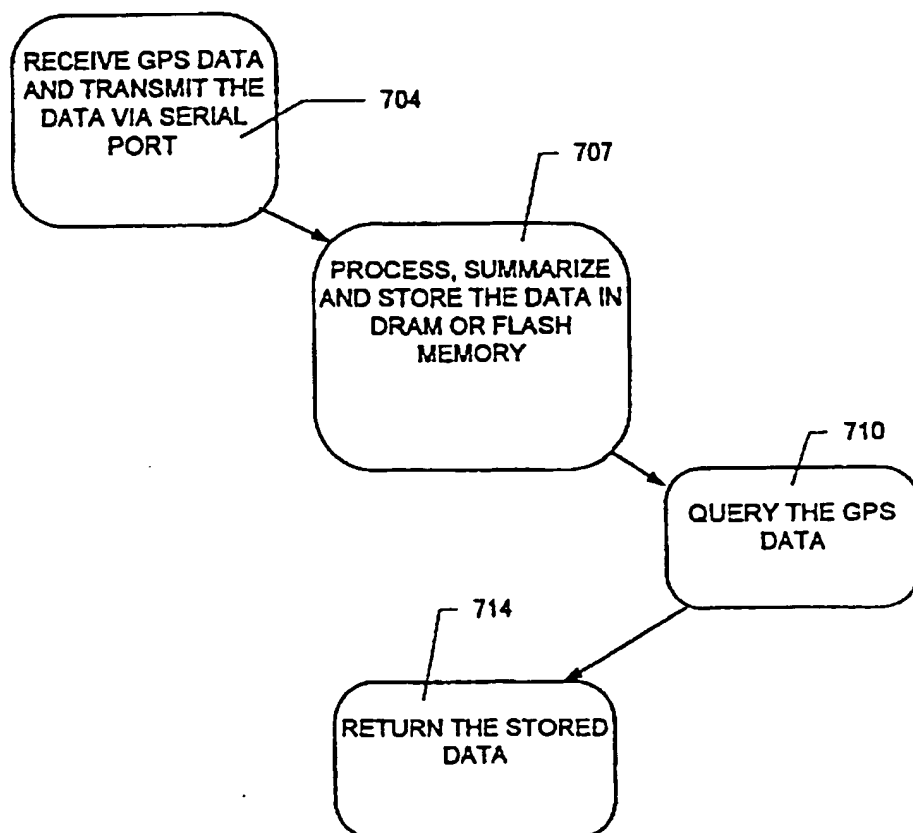 RECEIVE GPS DATA
AND TRANSMIT THE
DATA VIA SERIAL
PORT
704
707
PROCESS, SUMMARIZE
AND STORE THE DATA IN
DRAM OR FLASH
MEMORY
710
QUERY THE GPS
DATA
714
RETURN THE STORED
DATA